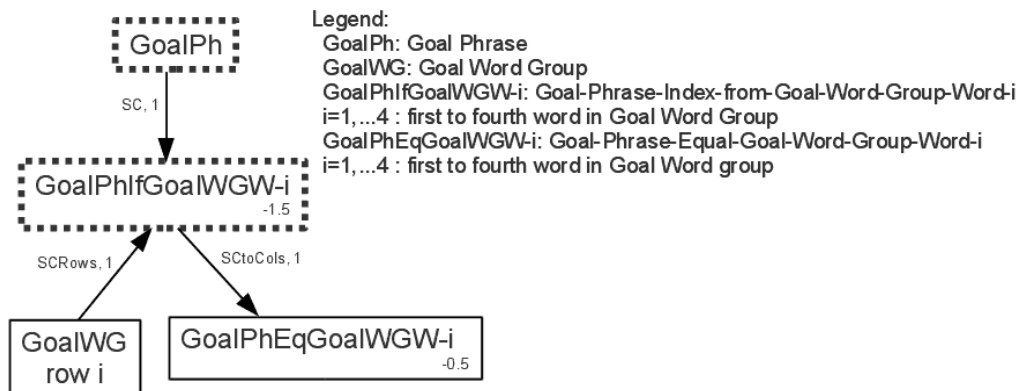 Legend:
GoalPh: Goal Phrase
GoalWG: Goal Word Group
GoalPhIfGoalWGW-i: Goal-Phrase-Index-from-Goal-Word-Group-Word-i
i=1,...4 : first to fourth word in Goal Word Group
GoalPhEqGoalWGW-i: Goal-Phrase-Equal-Goal-Word-Group-Word-i
i=1,...4 : first to fourth word in Goal Word group
GoalPh
SC, 1
GoalPhIfGoalWGW-i
-1.5
SCRows, 1
SCtoCols, 1
GoalWG
row i
GoalPhEqGoalWGW-i
-0.5